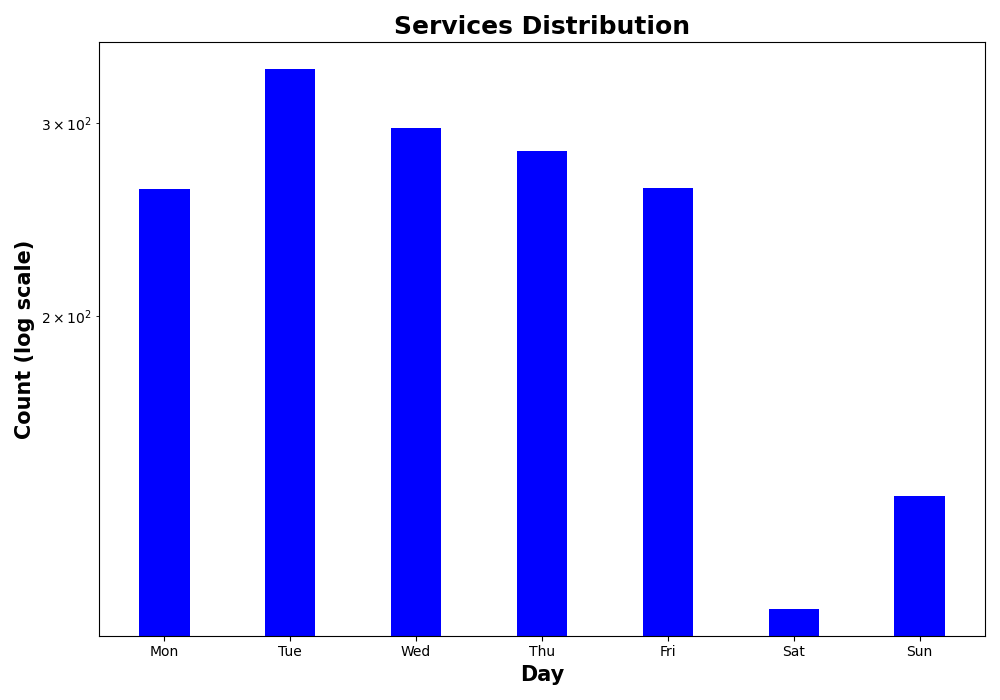 Services Distribution
3 × 10²
2 × 10²
Count (log scale)
Mon Tue Wed Thu Fri Sat Sun
Day